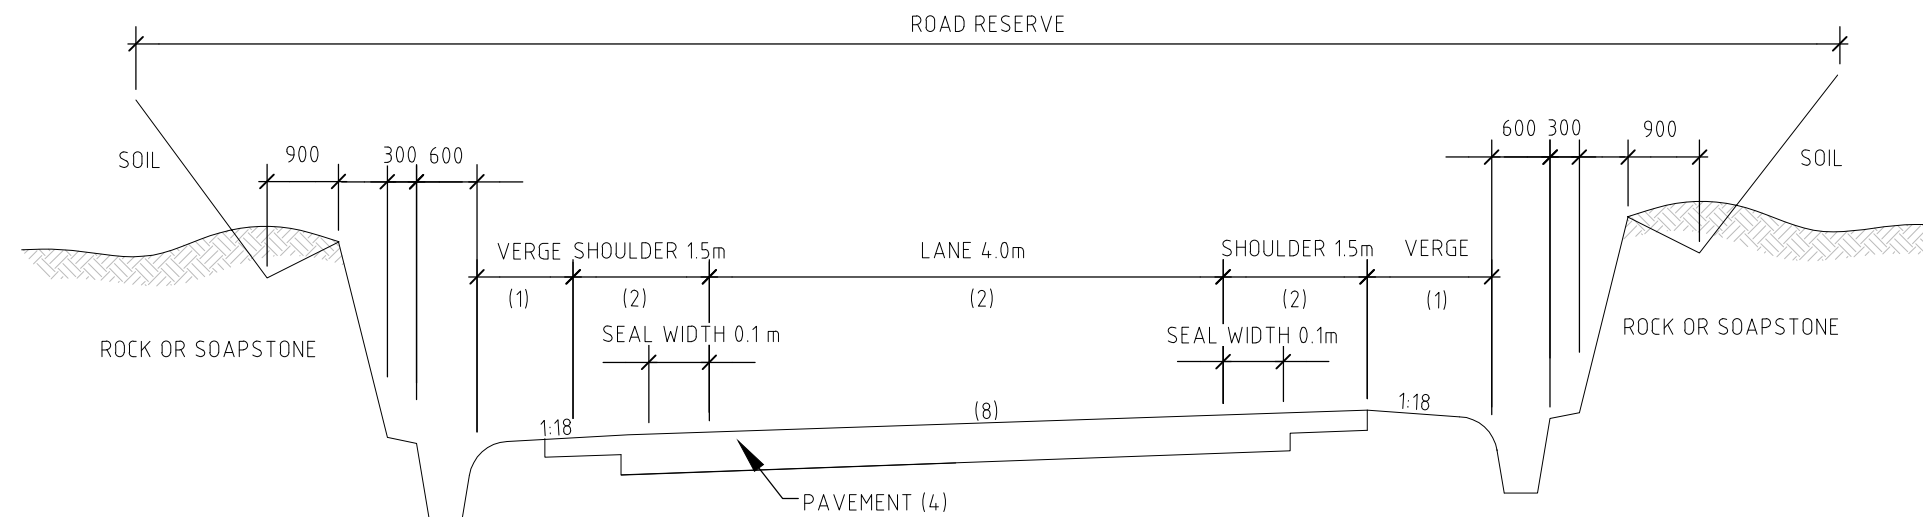 ROAD RESERVE
600 300 900
900 300 600
SOIL
SOIL
VERGE SHOULDER 1.5m LANE 4.0m SHOULDER 1.5m VERGE
(1) (2) (2) (2) (1)
SEAL WIDTH 0.1 m SEAL WIDTH 0.1m
ROCK OR SOAPSTONE
ROCK OR SOAPSTONE
1:18 (8) 1:18
PAVEMENT (4)